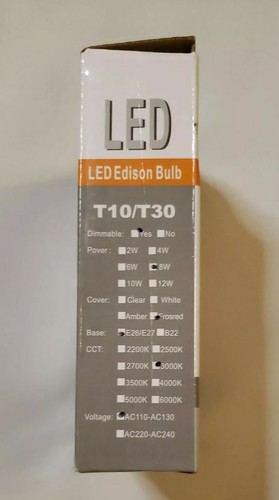 LED
LED Edison Bulb
T10/T30
Dimmable: Yes No
Power: 2W 4W
6W 8W
10W 12W
Cover: Clear White
Amber Frosred
Base: E26/E27 B22
CCT: 2200K 2500K
2700K 3000K
3500K 4000K
5000K 6000K
Voltage: AC110-AC130
AC220-AC240